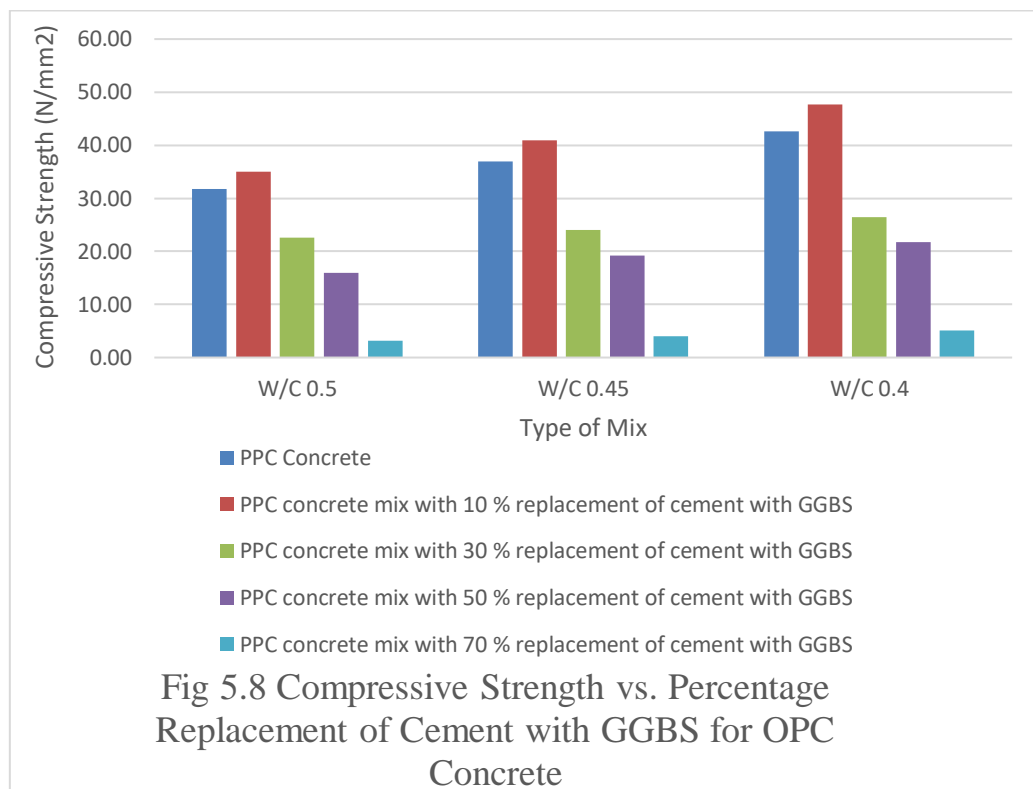 60.00
50.00
40.00
30.00
20.00
10.00
0.00
Compressive Strength (N/mm2)
W/C 0.5 W/C 0.45 W/C 0.4
Type of Mix
PPC Concrete
PPC concrete mix with 10 % replacement of cement with GGBS
PPC concrete mix with 30 % replacement of cement with GGBS
PPC concrete mix with 50 % replacement of cement with GGBS
PPC concrete mix with 70 % replacement of cement with GGBS
Fig 5.8 Compressive Strength vs. Percentage
Replacement of Cement with GGBS for OPC
Concrete